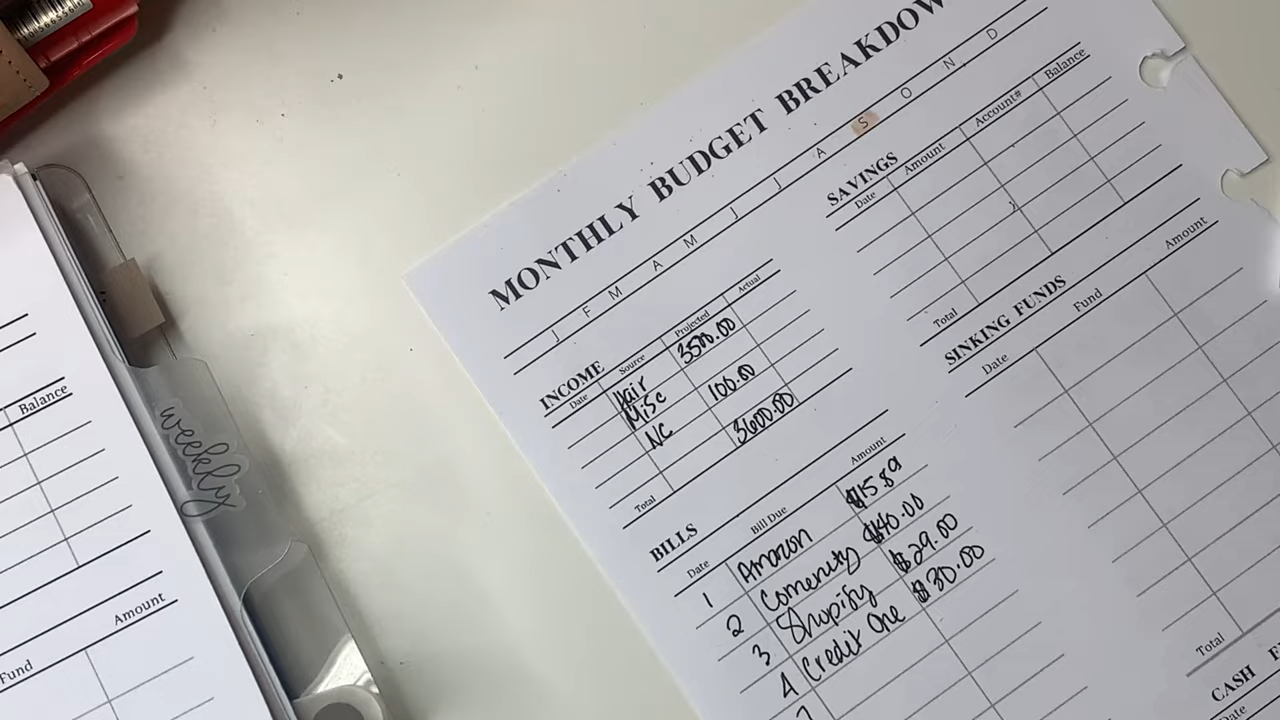 MONTHLY BUDGET BREAKDOW
J F M A M J J A S O N D
INCOME
Date Source Projected Actual
Hair 3500.00
Misc
NC 100.00
Total 3600.00
BILLS
Date Bill Due Amount
1 Amazon $15.89
2 Comenity $40.00
3 Shopify $29.00
4 Credit One $30.00
SAVINGS
Date Amount Account# Balance
Total
SINKING FUNDS
Date Fund Amount
Total
CASH
Date
weekly
Balance
Amount
Fund